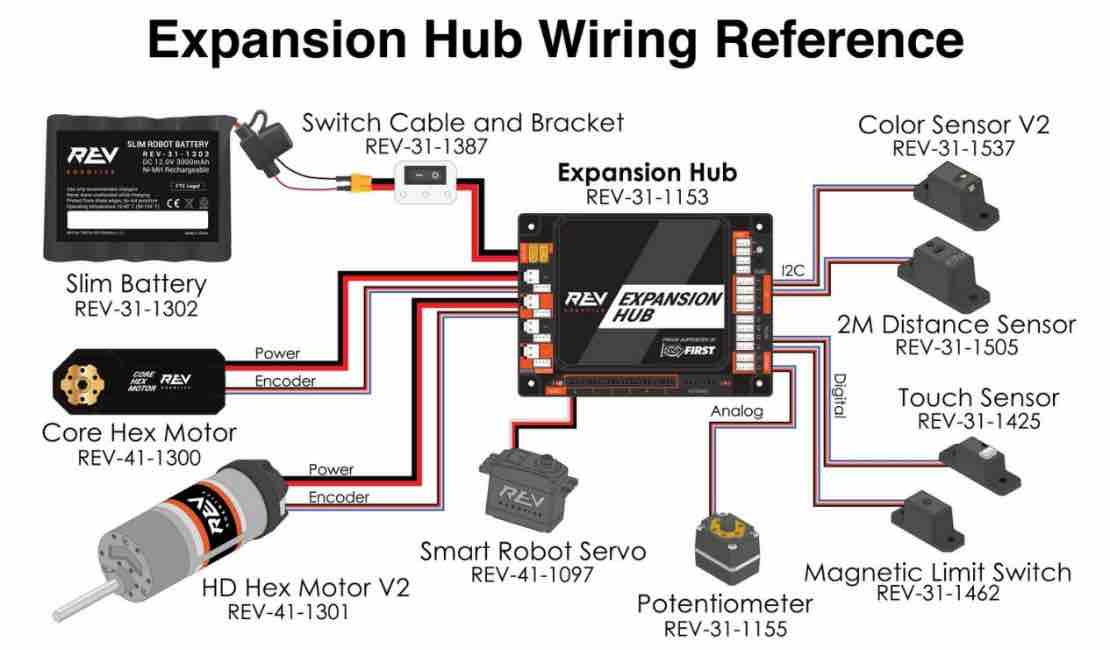 Expansion Hub Wiring Reference
Switch Cable and Bracket
REV-31-1387
Color Sensor V2
REV-31-1537
REV
SLIM ROBOT BATTERY
REV-31-1302
DC 12.0V 3000mAh
Ni-MH Rechargeable
Expansion Hub
REV-31-1153
Slim Battery
REV-31-1302
I2C
REV
EXPANSION
HUB
FIRST
2M Distance Sensor
REV-31-1505
Power
Encoder
CORE
HEX
MOTOR
REV
Core Hex Motor
REV-41-1300
Analog
Digital
Touch Sensor
REV-31-1425
Power
Encoder
REV
REV
Smart Robot Servo
REV-41-1097
HD Hex Motor V2
REV-41-1301
Magnetic Limit Switch
REV-31-1462
Potentiometer
REV-31-1155